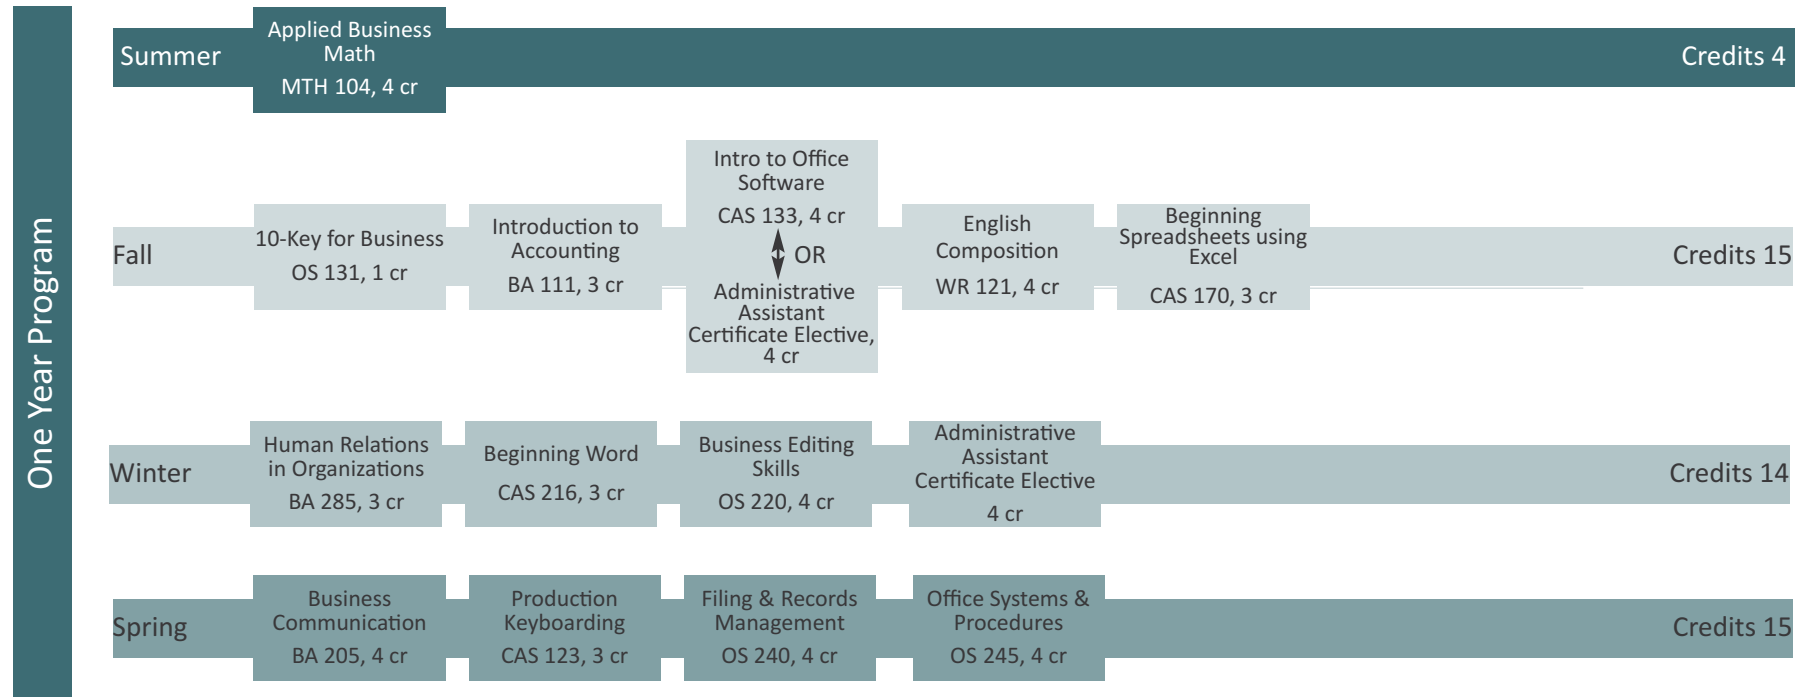 One Year Program
Summer
Applied Business
Math
MTH 104, 4 cr
Credits 4
Fall
10-Key for Business
OS 131, 1 cr
Introduction to
Accounting
BA 111, 3 cr
Intro to Office
Software
CAS 133, 4 cr
OR
Administrative
Assistant
Certificate Elective,
4 cr
English
Composition
WR 121, 4 cr
Beginning
Spreadsheets using
Excel
CAS 170, 3 cr
Credits 15
Winter
Human Relations
in Organizations
BA 285, 3 cr
Beginning Word
CAS 216, 3 cr
Business Editing
Skills
OS 220, 4 cr
Administrative
Assistant
Certificate Elective
4 cr
Credits 14
Spring
Business
Communication
BA 205, 4 cr
Production
Keyboarding
CAS 123, 3 cr
Filing & Records
Management
OS 240, 4 cr
Office Systems &
Procedures
OS 245, 4 cr
Credits 15